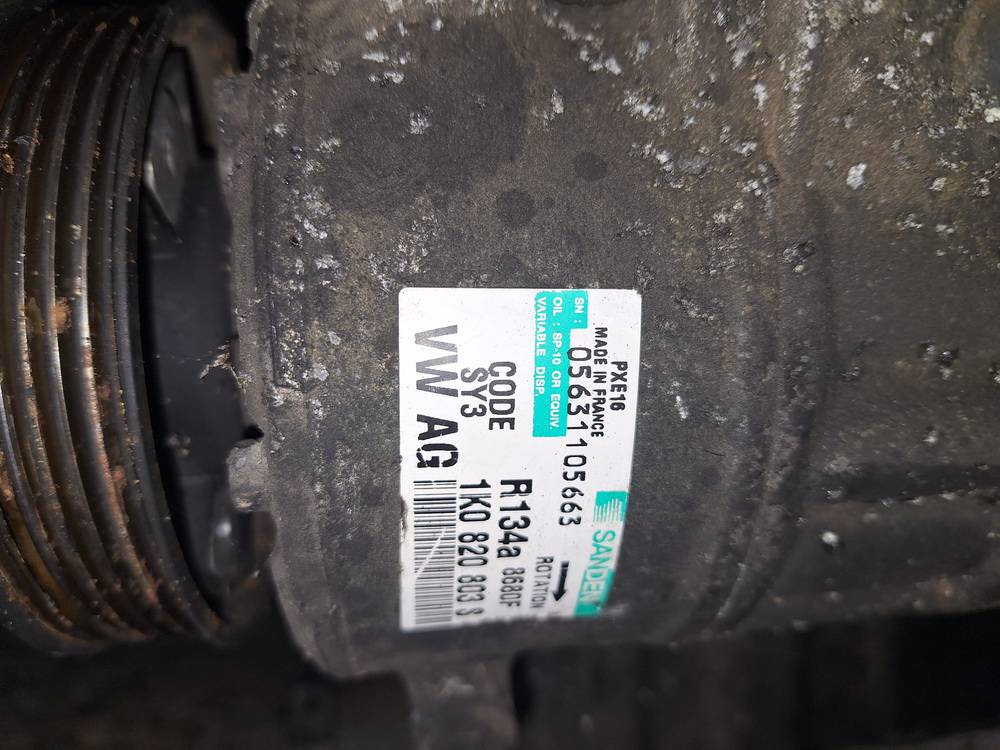 PXE16
SANDEN
MADE IN FRANCE
SN : 05631105663
ROTATION
OIL : SP-10 OR EQUIV.
VARIABLE DISP.
CODE
SY3
R134a 8680F
VW AG
1K0 820 803 S